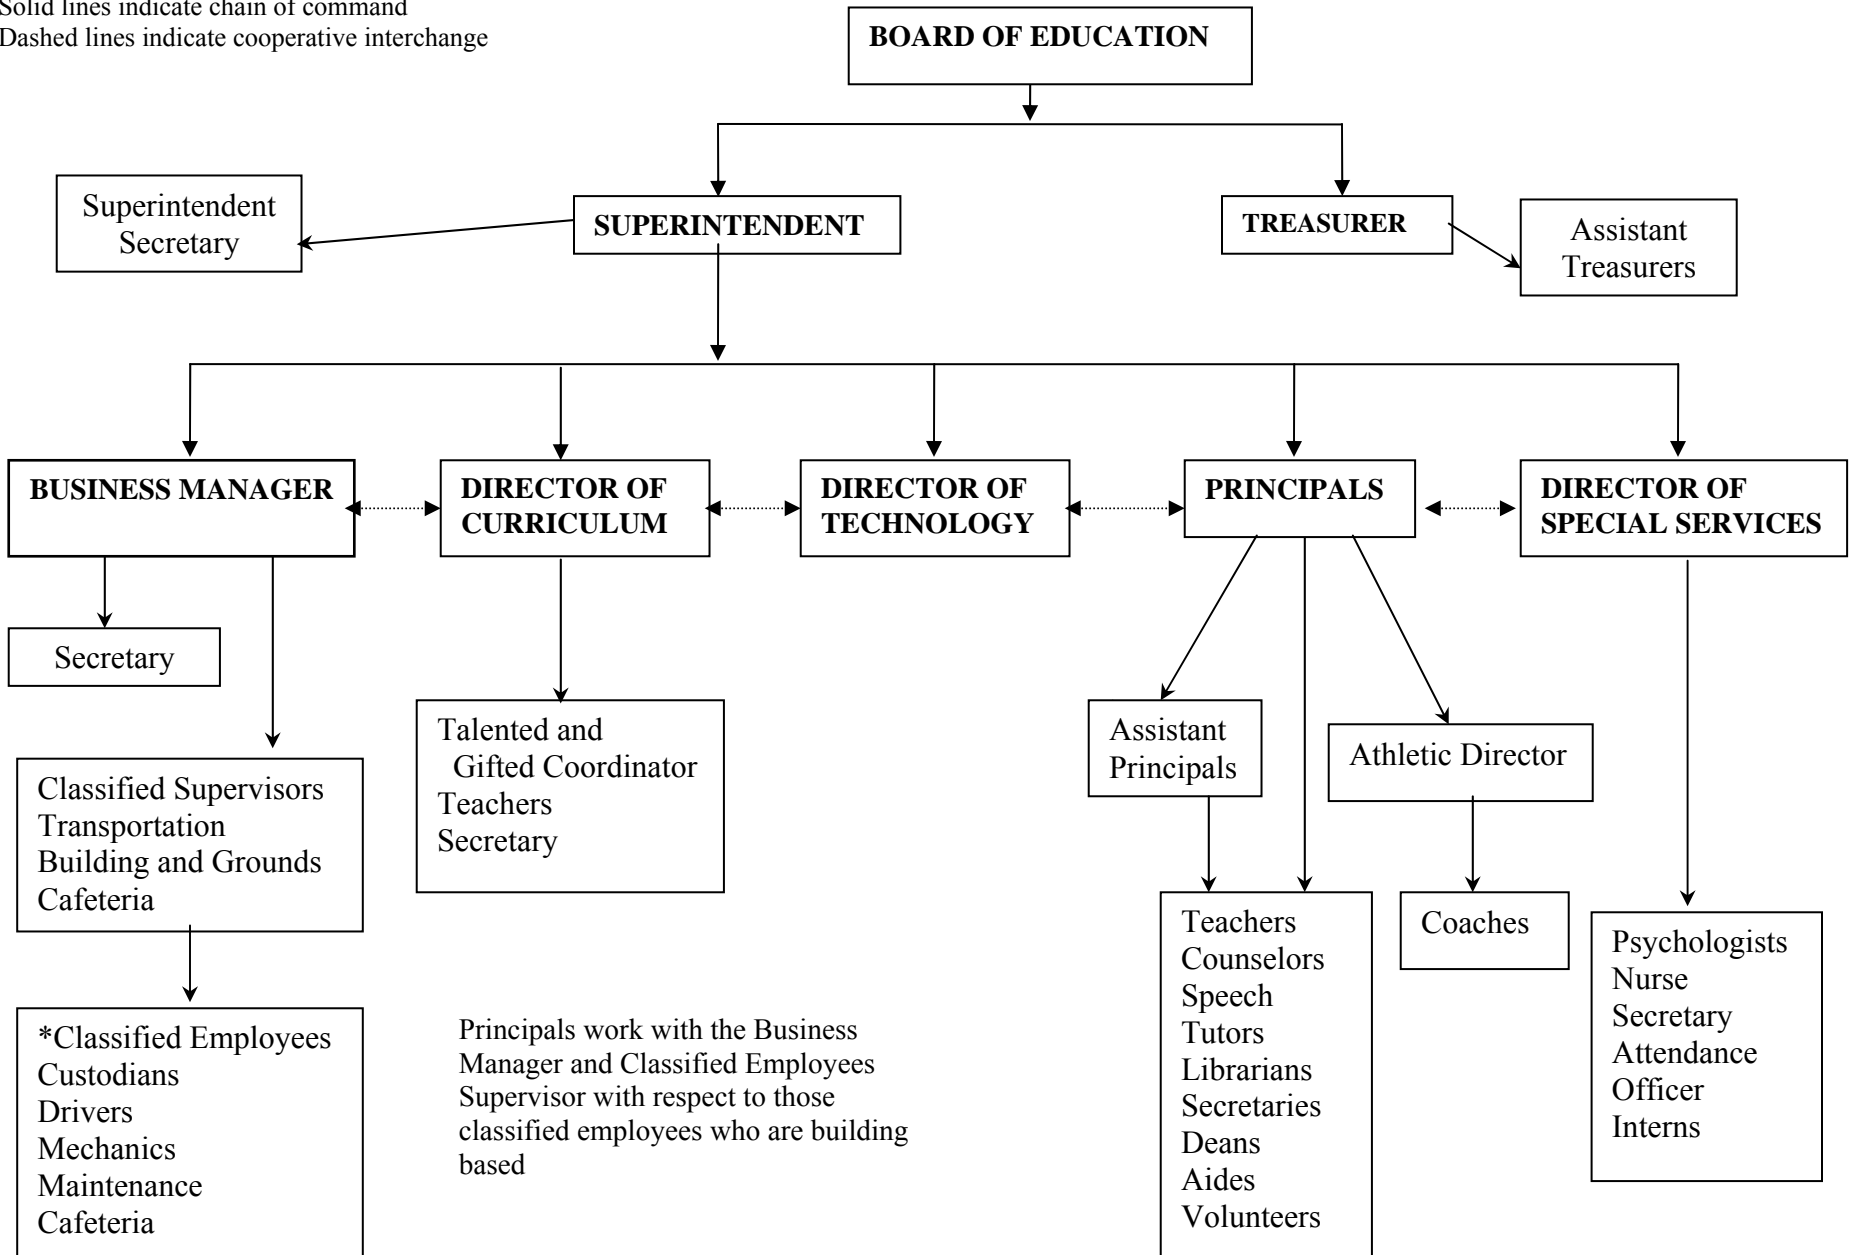 Solid lines indicate chain of command
Dashed lines indicate cooperative interchange
BOARD OF EDUCATION
Superintendent
Secretary
SUPERINTENDENT
TREASURER
Assistant
Treasurers
BUSINESS MANAGER
DIRECTOR OF
CURRICULUM
DIRECTOR OF
TECHNOLOGY
PRINCIPALS
DIRECTOR OF
SPECIAL SERVICES
Secretary
Talented and
Gifted Coordinator
Teachers
Secretary
Assistant
Principals
Athletic Director
Classified Supervisors
Transportation
Building and Grounds
Cafeteria
Teachers
Counselors
Speech
Tutors
Librarians
Secretaries
Deans
Aides
Volunteers
Coaches
Psychologists
Nurse
Secretary
Attendance
Officer
Interns
*Classified Employees
Custodians
Drivers
Mechanics
Maintenance
Cafeteria
Principals work with the Business
Manager and Classified Employees
Supervisor with respect to those
classified employees who are building
based